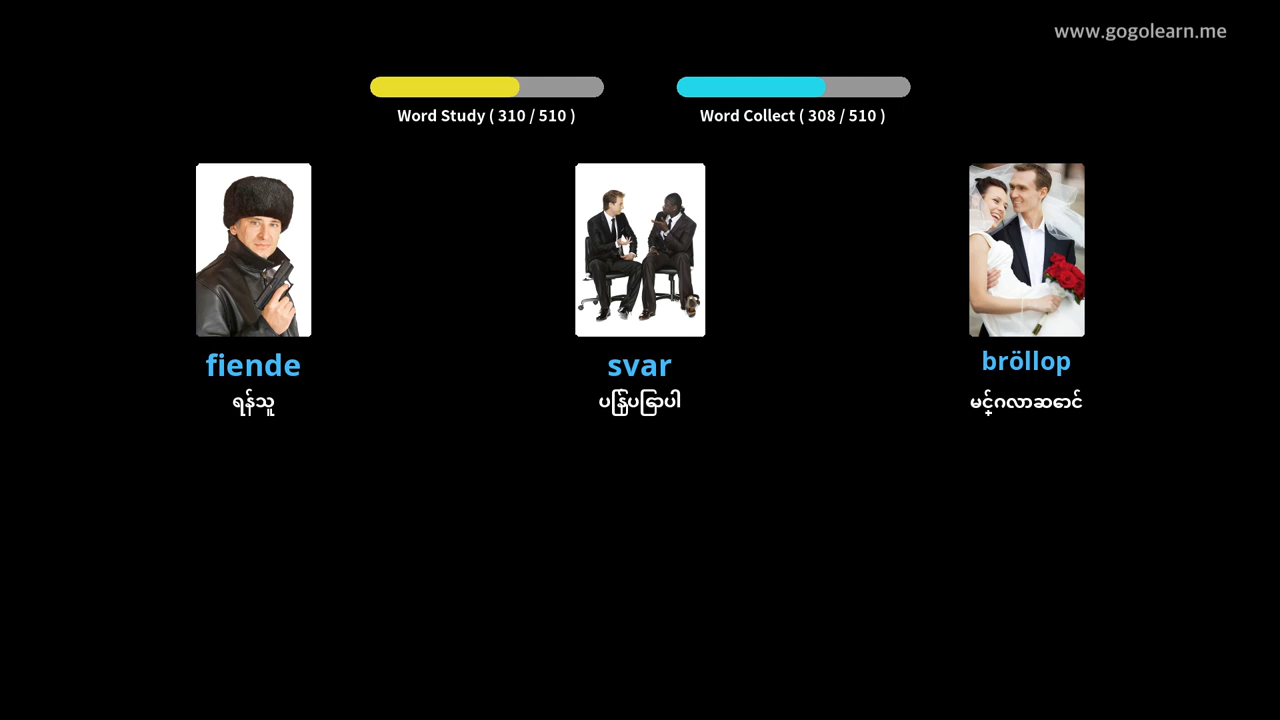 www.gogolearn.me
Word Study ( 310 / 510 )
Word Collect ( 308 / 510 )
fiende
svar
bröllop
ရန်သူ
ပြန်ပြောပါ
မင်္ဂလာဆောင်